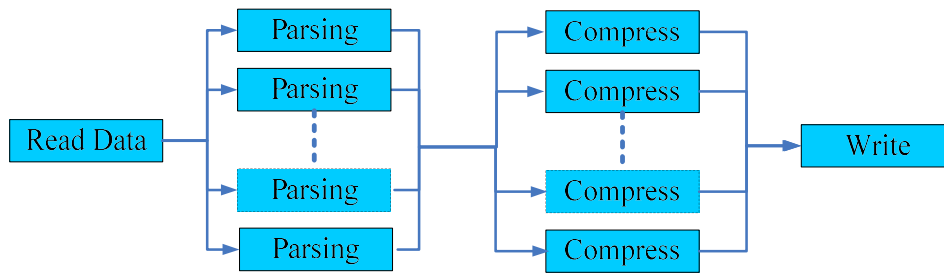 Read Data
Parsing
Parsing
Parsing
Parsing
Compress
Compress
Compress
Compress
Write